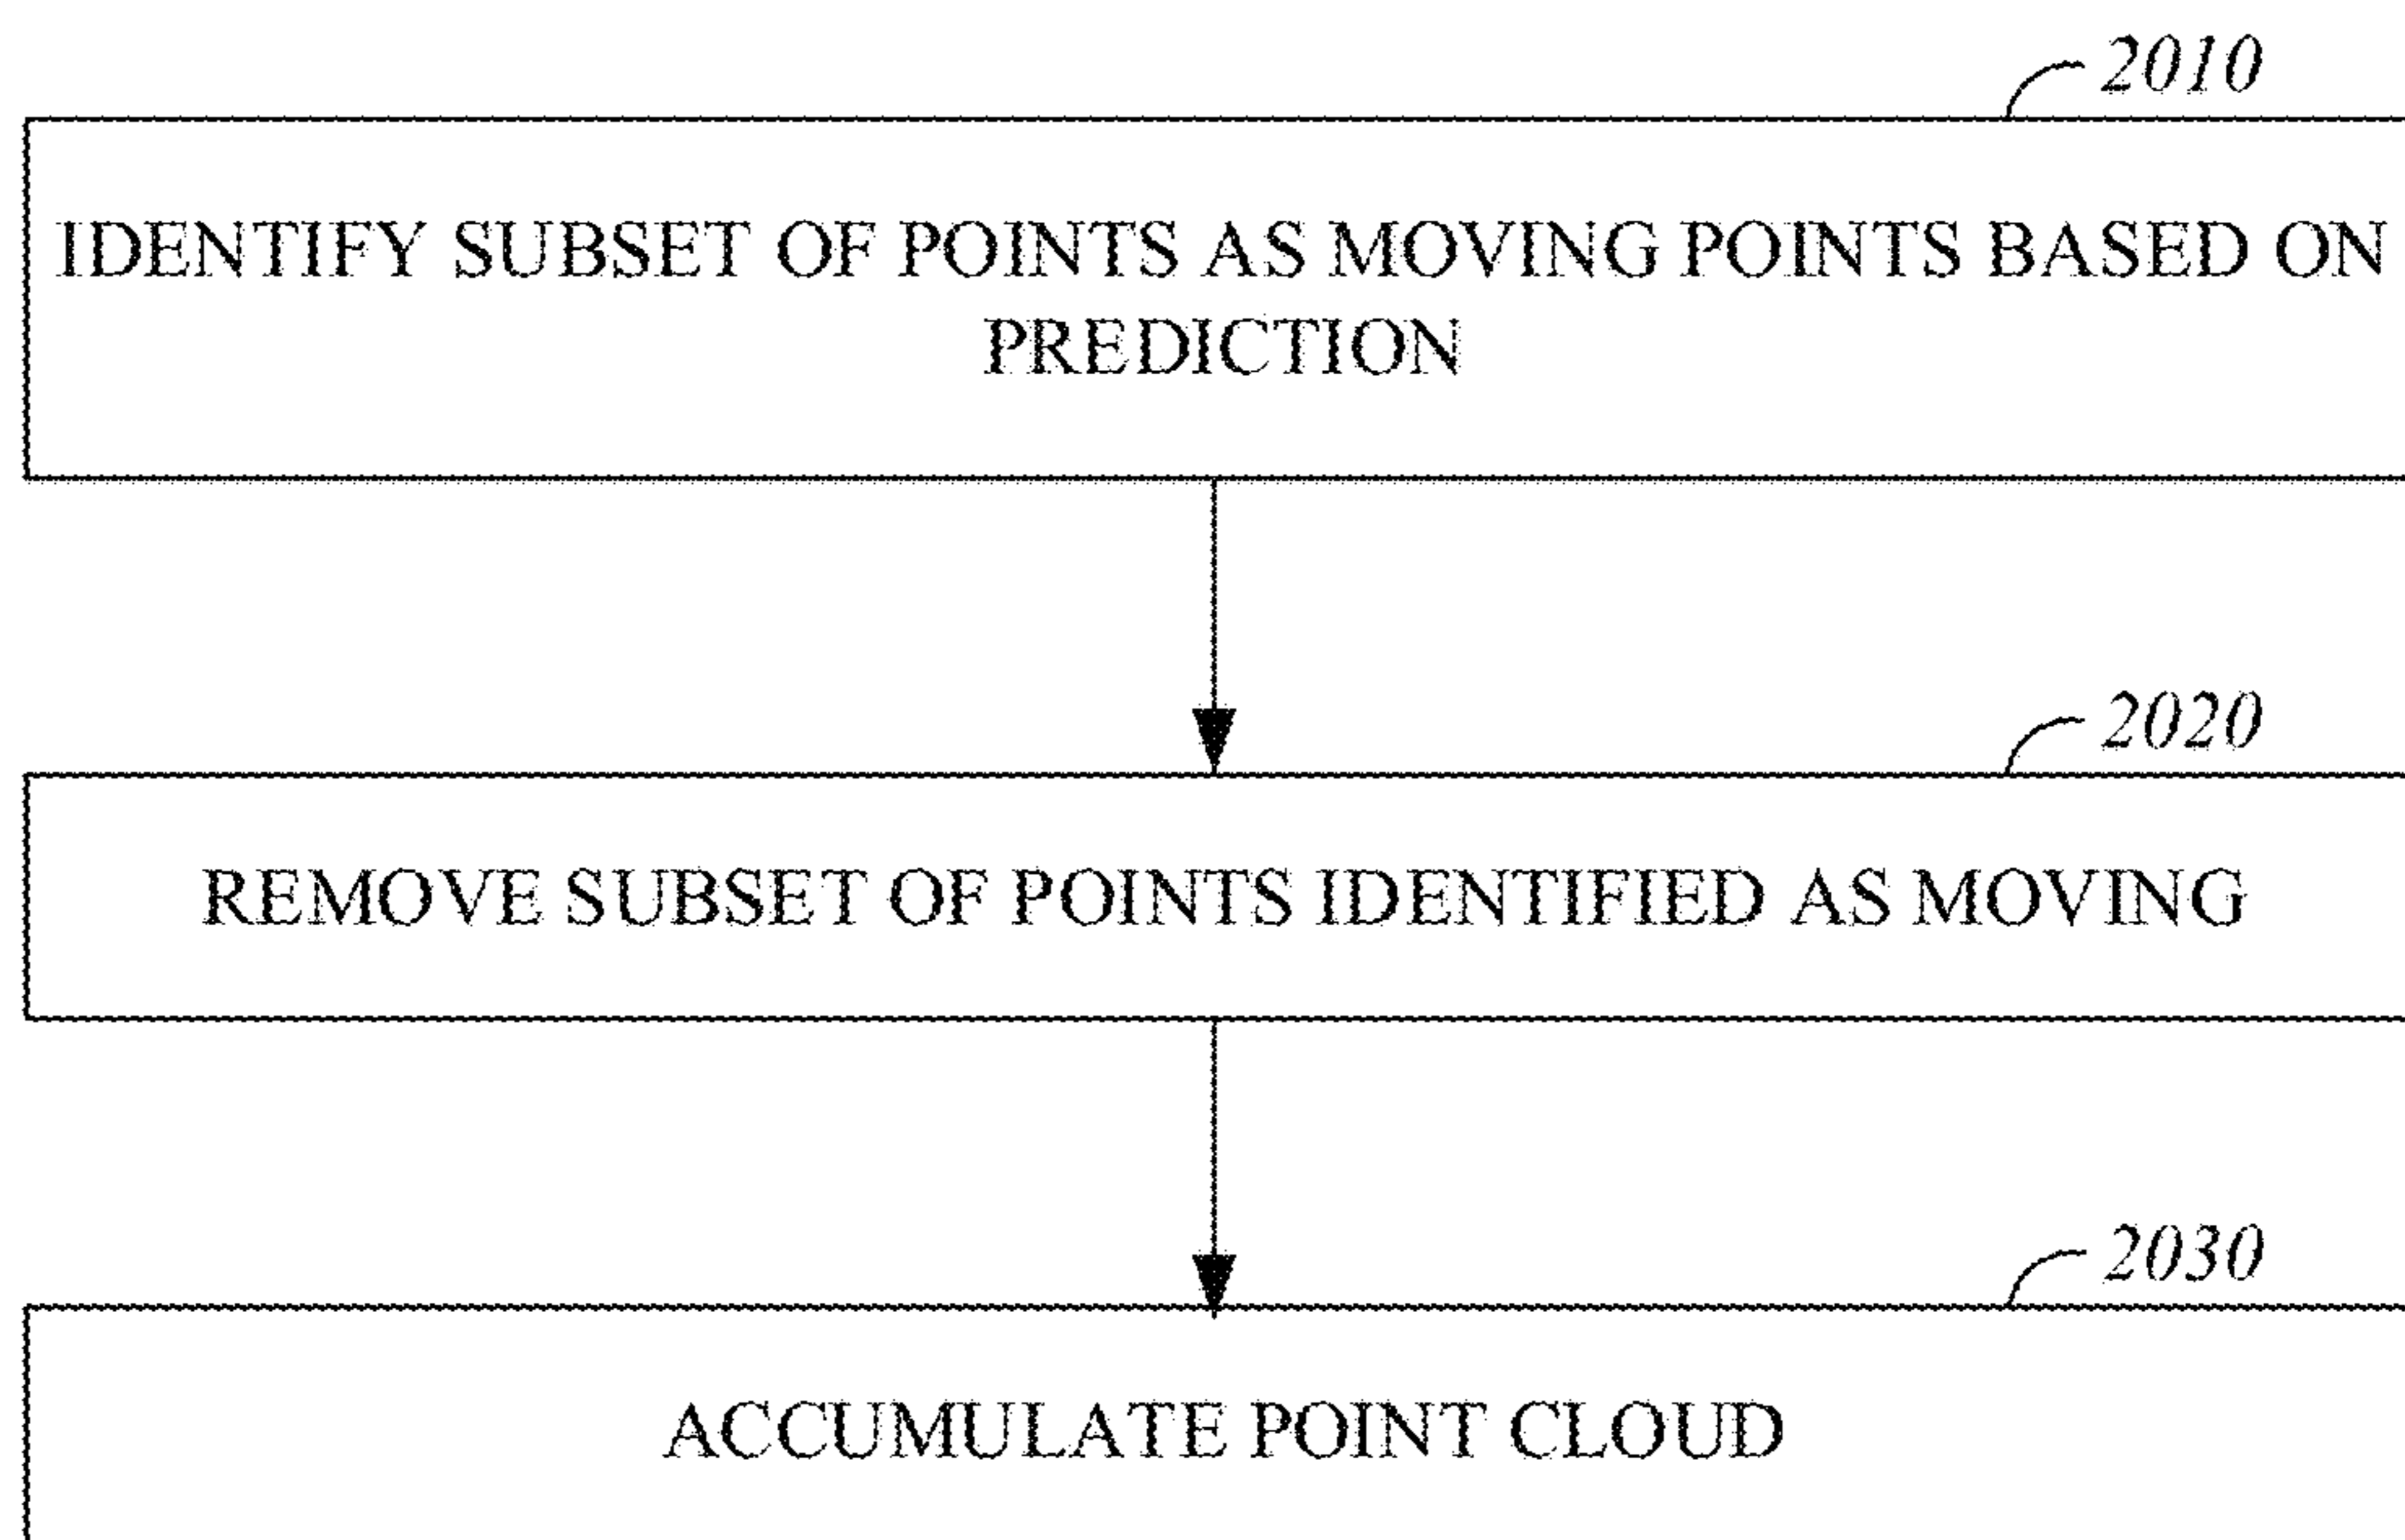 2010
IDENTIFY SUBSET OF POINTS AS MOVING POINTS BASED ON
PREDICTION
2020
REMOVE SUBSET OF POINTS IDENTIFIED AS MOVING
2030
ACCUMULATE POINT CLOUD